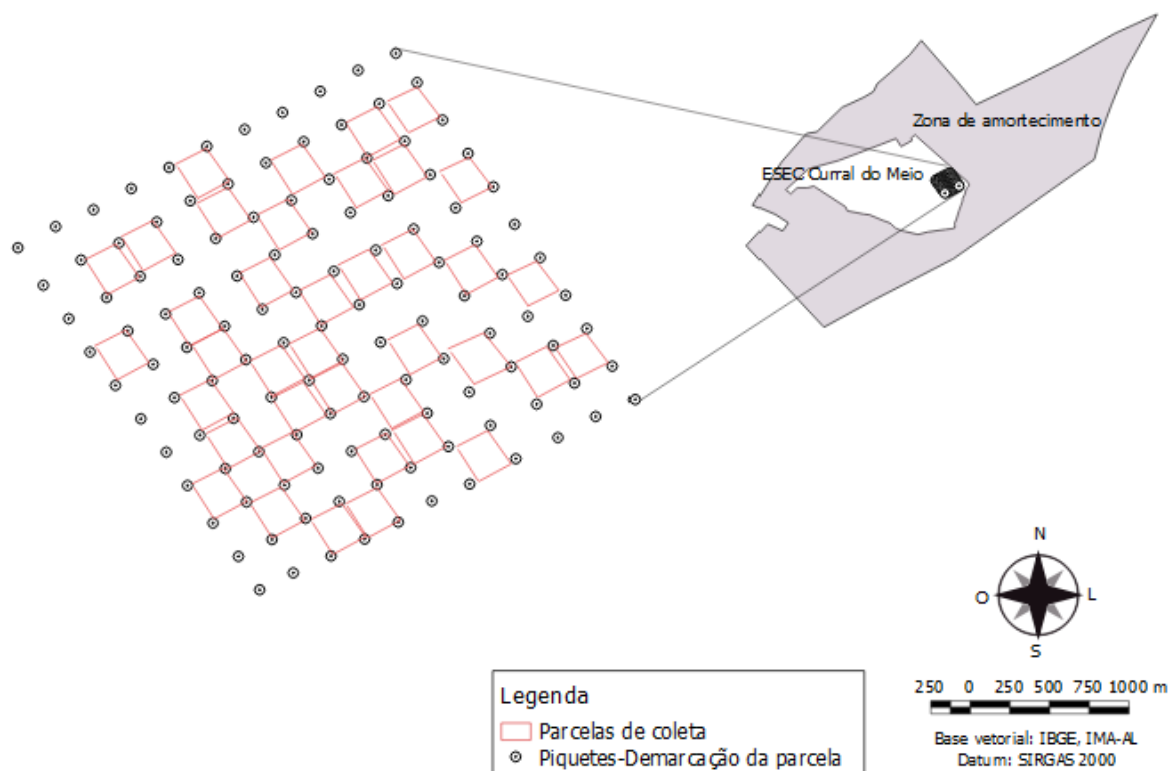 Zona de amortecimento
ESEC Curral do Meio
N
O
L
S
250 0 250 500 750 1000 m
Base vetorial: IBGE, IMA-AL
Datum: SIRGAS 2000
Legenda
Parcelas de coleta
Piquetes-Demarcação da parcela